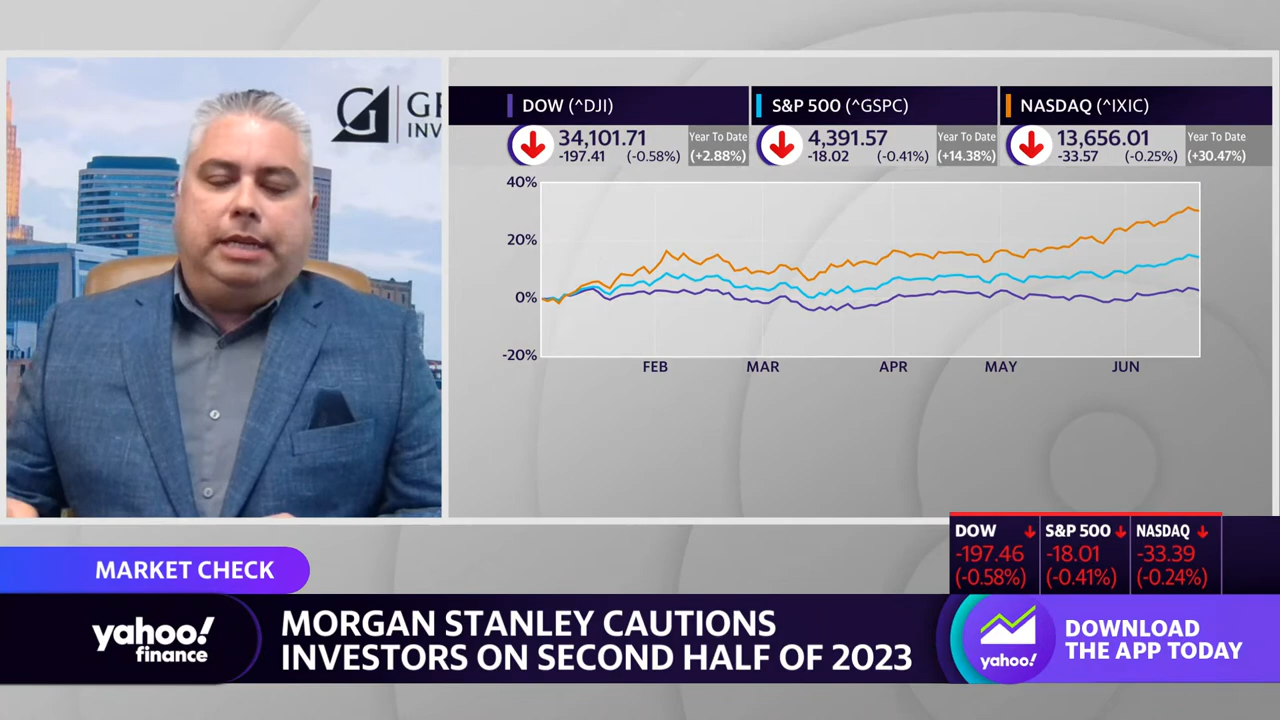 G
GR
INV
DOW (^DJI)
34,101.71
-197.41 (-0.58%)
Year To Date
(+2.88%)
S&P 500 (^GSPC)
4,391.57
-18.02 (-0.41%)
Year To Date
(+14.38%)
NASDAQ (^IXIC)
13,656.01
-33.57 (-0.25%)
Year To Date
(+30.47%)
40%
20%
0%
-20%
FEB MAR APR MAY JUN
DOW
-197.46
(-0.58%)
S&P 500
-18.01
(-0.41%)
NASDAQ
-33.39
(-0.24%)
MARKET CHECK
yahoo!
finance
MORGAN STANLEY CAUTIONS
INVESTORS ON SECOND HALF OF 2023
yahoo!
DOWNLOAD
THE APP TODAY